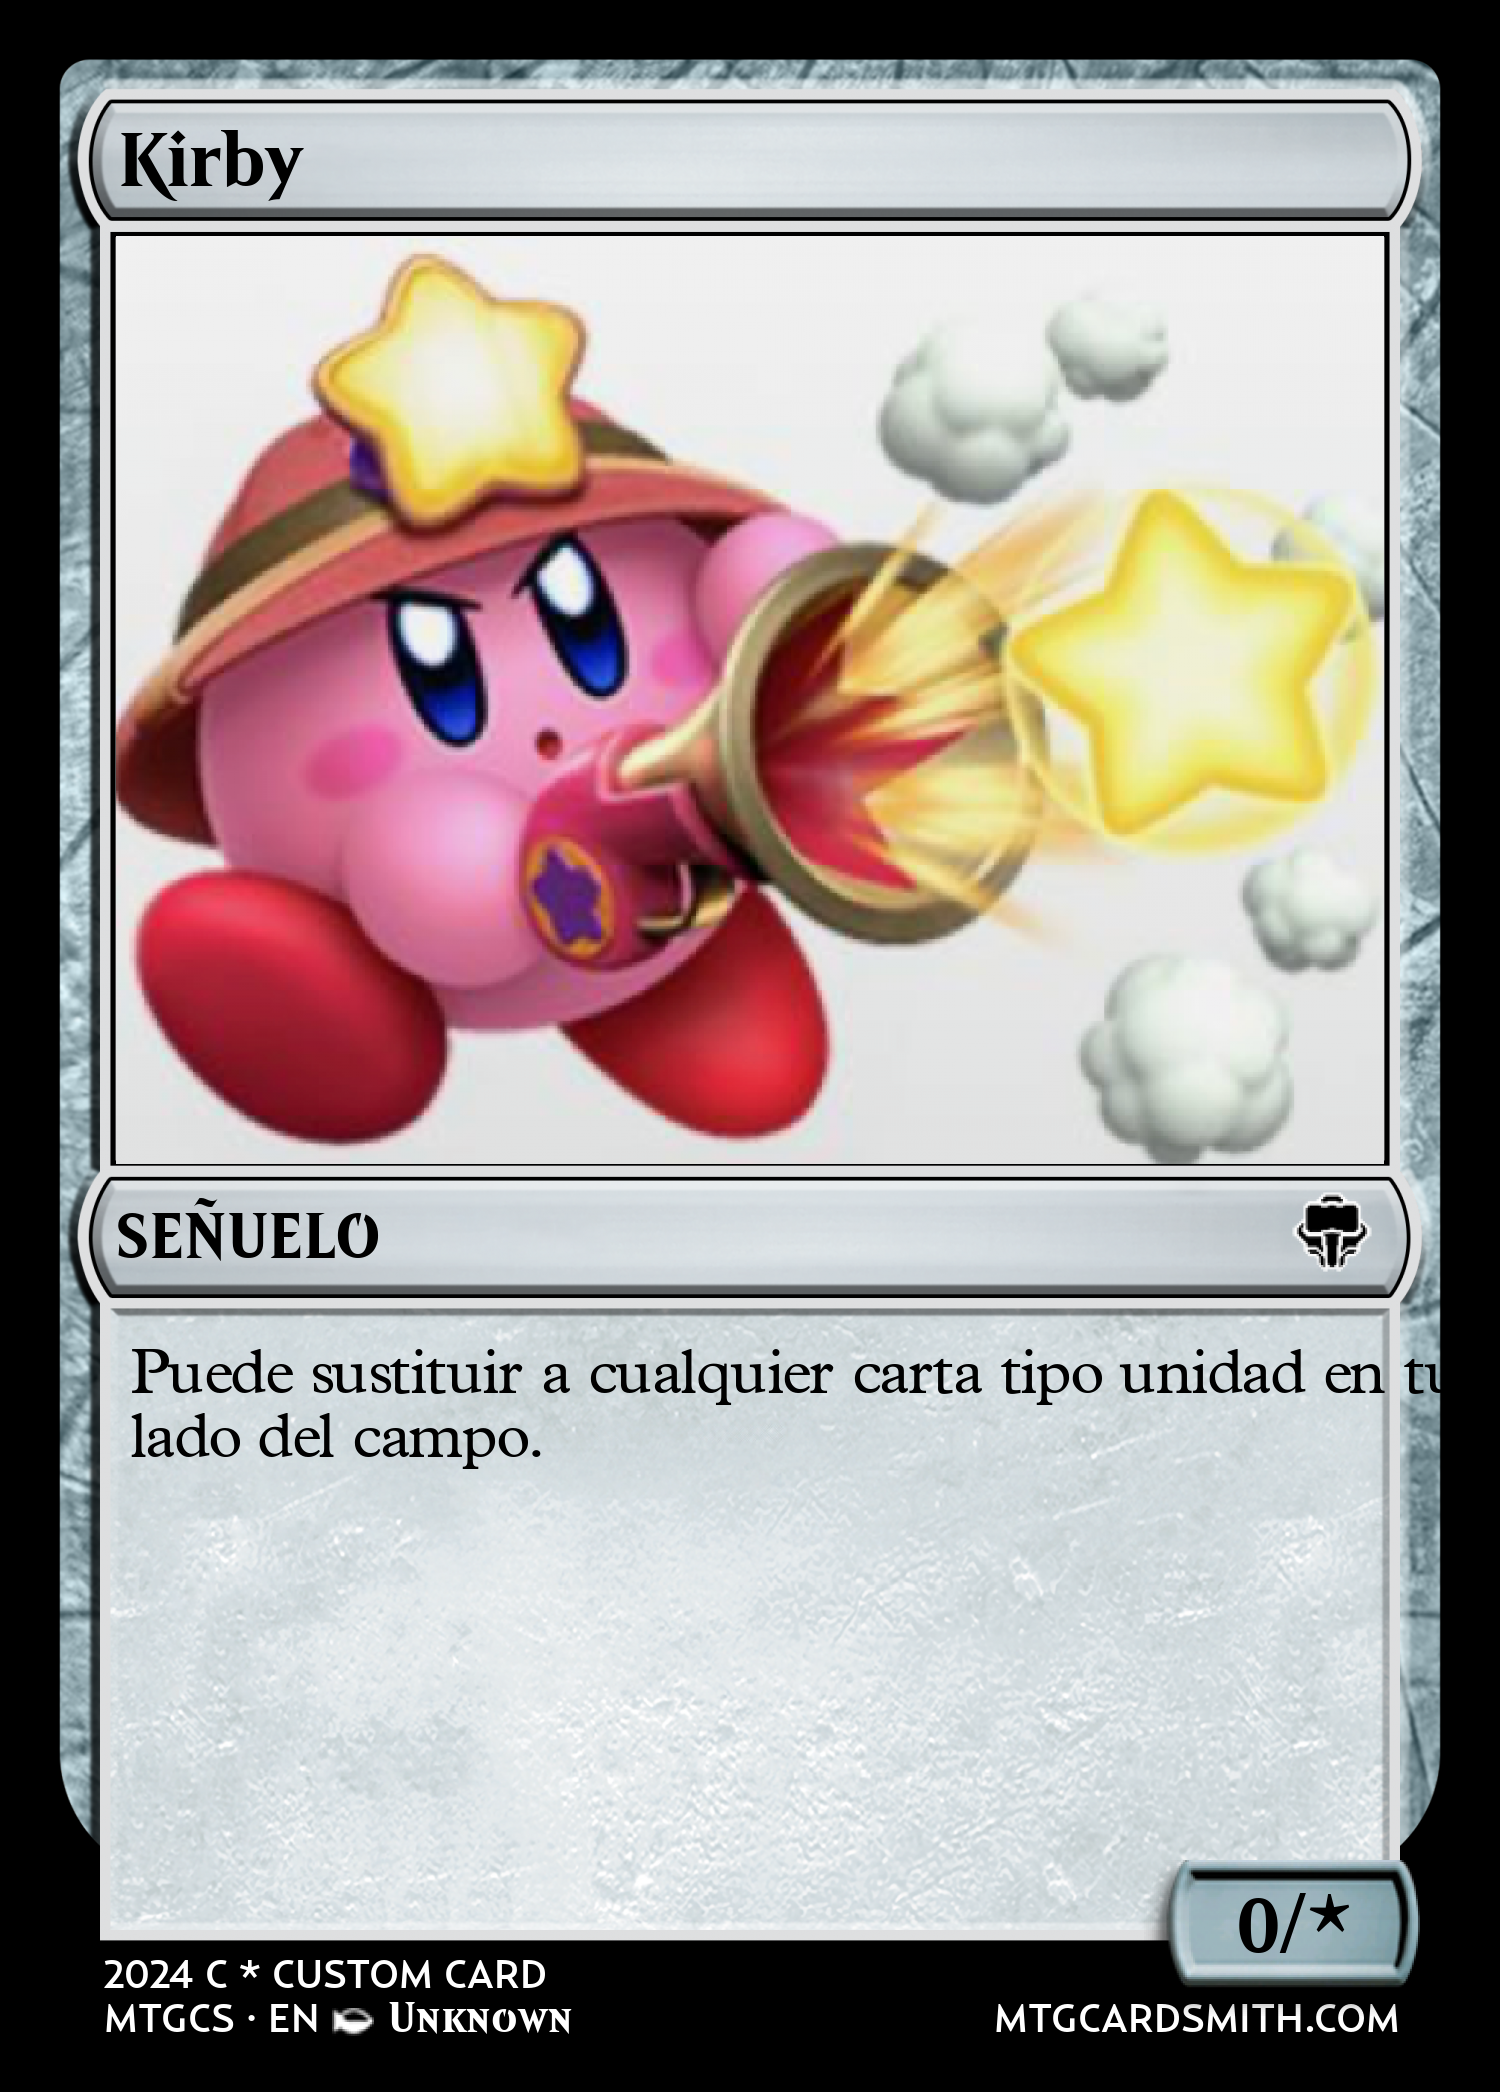 Kirby
SEÑUELO
Puede sustituir a cualquier carta tipo unidad en tu
lado del campo.
0/★
2024 C * CUSTOM CARD
MTGCS · EN UNKNOWN
MTGCARDSMITH.COM